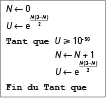 N ← 0
U ← e^(N(3−N)/2)
Tant que U ≥ 10^-50
N ← N + 1
U ← e^(N(3−N)/2)
Fin du Tant que